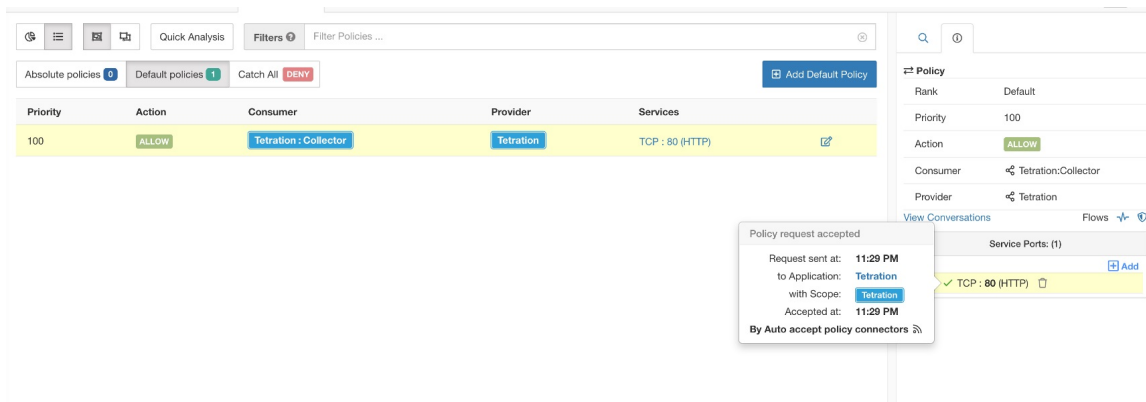 Quick Analysis
Filters
Filter Policies ...
Absolute policies 0
Default policies 1
Catch All DENY
Add Default Policy
Priority Action Consumer Provider Services
100 ALLOW Tetration : Collector Tetration TCP : 80 (HTTP)
Policy
Rank Default
Priority 100
Action ALLOW
Consumer Tetration:Collector
Provider Tetration
View Conversations Flows
Service Ports: (1)
Add
TCP : 80 (HTTP)
Policy request accepted
Request sent at: 11:29 PM
to Application: Tetration
with Scope: Tetration
Accepted at: 11:29 PM
By Auto accept policy connectors